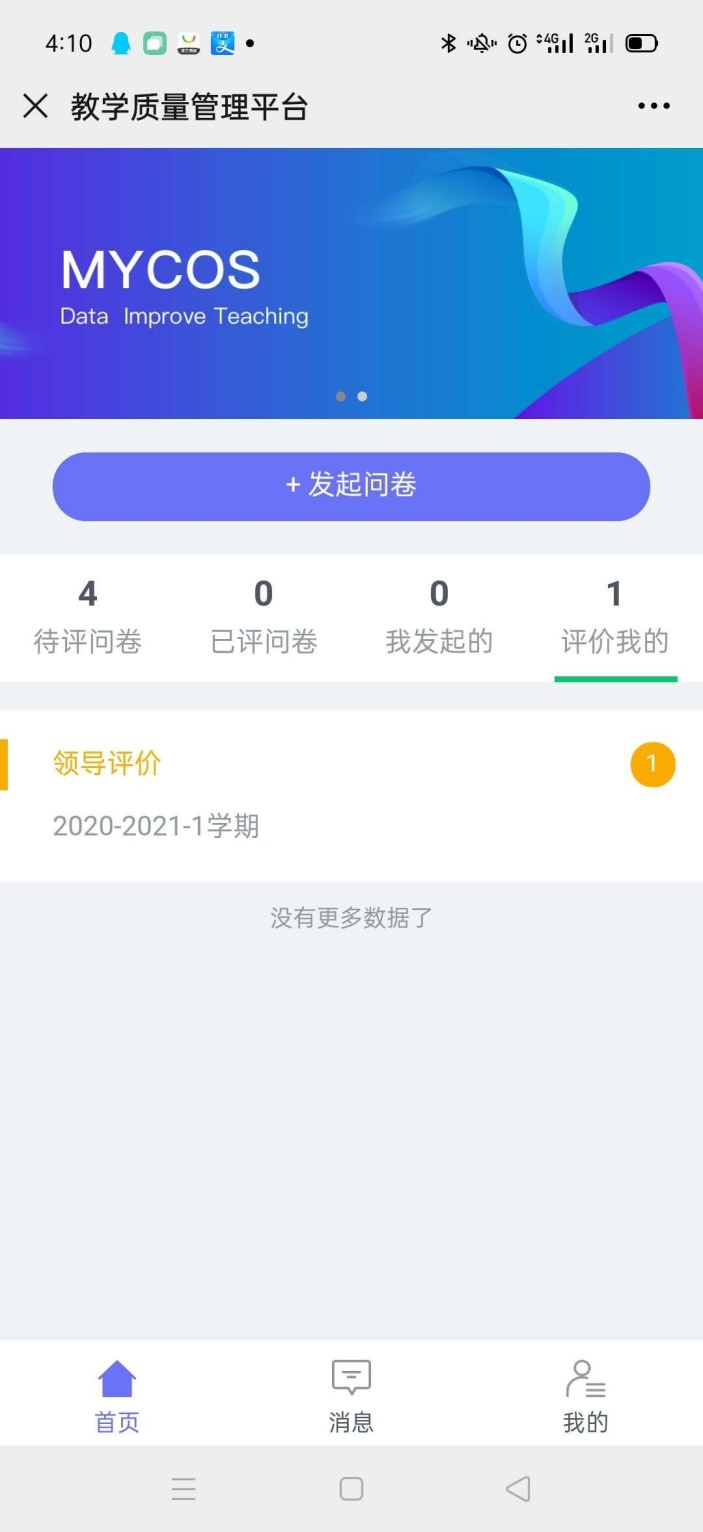 4:10
4G
2G
教学质量管理平台
MYCOS
Data Improve Teaching
+ 发起问卷
4 0 0 1
待评问卷 已评问卷 我发起的 评价我的
领导评价 1
2020-2021-1学期
没有更多数据了
首页 消息 我的